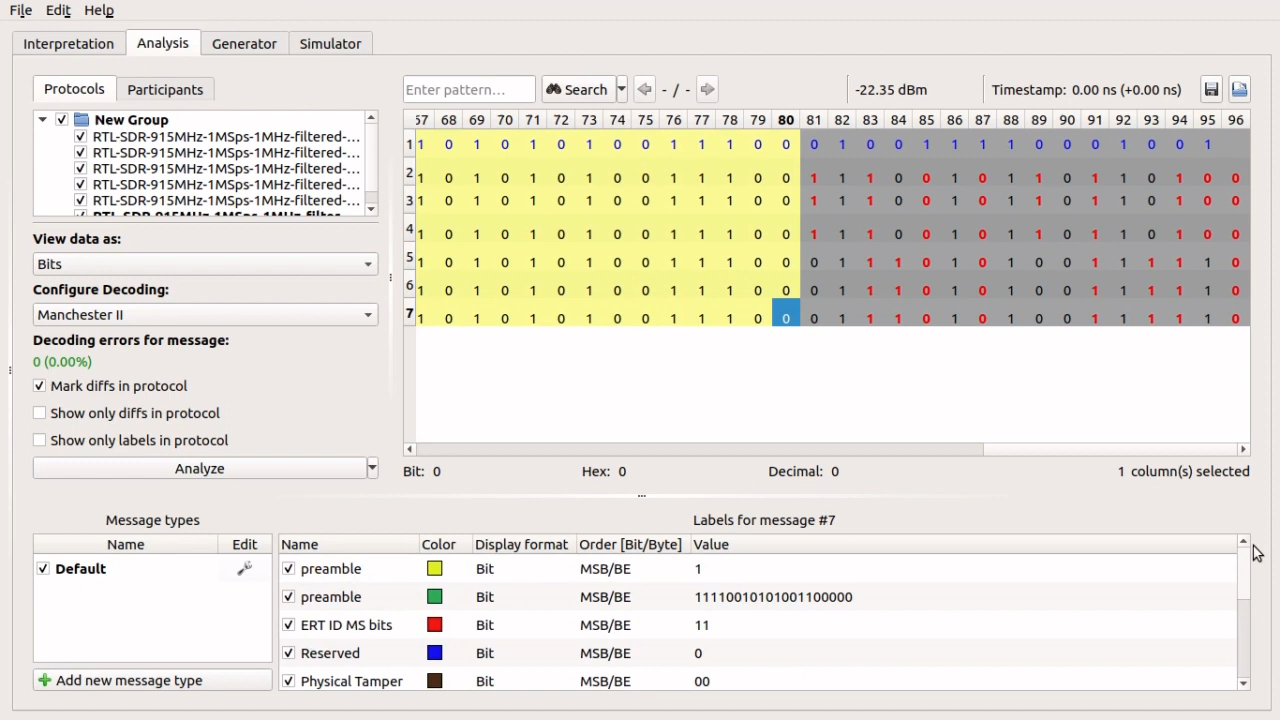 File Edit Help
Interpretation Analysis Generator Simulator
Protocols Participants
Enter pattern... Search - / - -22.35 dBm Timestamp: 0.00 ns (+0.00 ns)
New Group
RTL-SDR-915MHz-1MSps-1MHz-filtered-...
RTL-SDR-915MHz-1MSps-1MHz-filtered-...
RTL-SDR-915MHz-1MSps-1MHz-filtered-...
RTL-SDR-915MHz-1MSps-1MHz-filtered-...
RTL-SDR-915MHz-1MSps-1MHz-filtered-...
View data as:
Bits
Configure Decoding:
Manchester II
Decoding errors for message:
0 (0.00%)
Mark diffs in protocol
Show only diffs in protocol
Show only labels in protocol
Analyze
68 69 70 71 72 73 74 75 76 77 78 79 80 81 82 83 84 85 86 87 88 89 90 91 92 93 94 95 96
1 1 0 1 0 1 0 1 0 0 1 1 1 0 0 0 1 0 0 1 1 1 1 0 0 0 1 0 0 1
2 1 0 1 0 1 0 1 0 0 1 1 1 0 0 1 1 1 0 0 1 0 1 1 0 1 1 0 1 0 0
3 1 0 1 0 1 0 1 0 0 1 1 1 0 0 1 1 1 0 0 1 0 1 1 0 1 1 0 1 0 0
4 1 0 1 0 1 0 1 0 0 1 1 1 0 0 1 1 1 0 0 1 0 1 1 0 1 1 0 1 0 0
5 1 0 1 0 1 0 1 0 0 1 1 1 0 0 0 1 1 1 0 1 0 1 0 0 1 1 1 1 1 0
6 1 0 1 0 1 0 1 0 0 1 1 1 0 0 0 1 1 1 0 1 0 1 0 0 1 1 1 1 1 0
7 1 0 1 0 1 0 1 0 0 1 1 1 0 0 0 1 1 1 0 1 0 1 0 0 1 1 1 1 1 0
Bit: 0 Hex: 0 Decimal: 0 1 column(s) selected
Message types
Name Edit
Default
Add new message type
Labels for message #7
Name Color Display format Order [Bit/Byte] Value
preamble Bit MSB/BE 1
preamble Bit MSB/BE 11110010101001100000
ERT ID MS bits Bit MSB/BE 11
Reserved Bit MSB/BE 0
Physical Tamper Bit MSB/BE 00